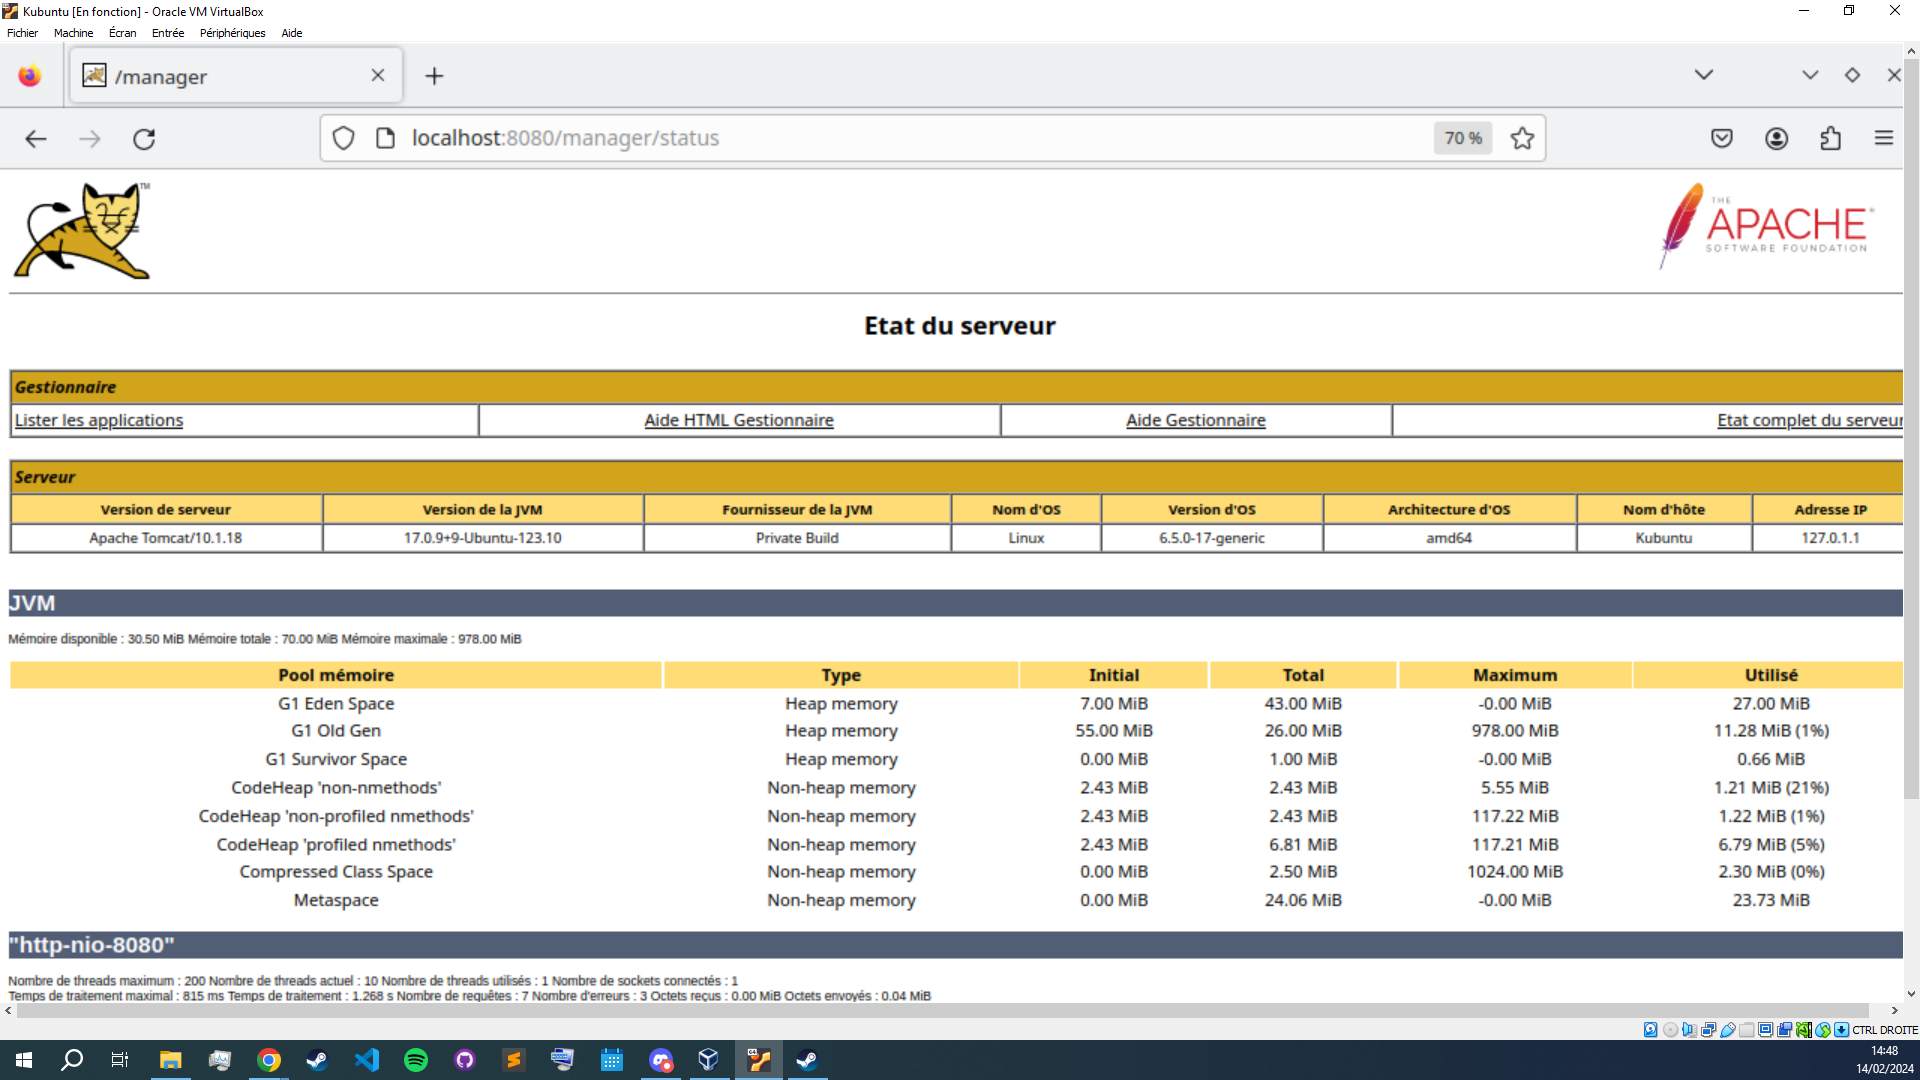 Kubuntu [En fonction] - Oracle VM VirtualBox
Fichier Machine Écran Entrée Périphériques Aide
/manager
localhost:8080/manager/status 70 %
TM
THE
APACHE®
SOFTWARE FOUNDATION
Etat du serveur
Gestionnaire
Lister les applications Aide HTML Gestionnaire Aide Gestionnaire Etat complet du serveur
Serveur
Version de serveur Version de la JVM Fournisseur de la JVM Nom d'OS Version d'OS Architecture d'OS Nom d'hôte Adresse IP
Apache Tomcat/10.1.18 17.0.9+9-Ubuntu-123.10 Private Build Linux 6.5.0-17-generic amd64 Kubuntu 127.0.1.1
JVM
Mémoire disponible : 30.50 MiB Mémoire totale : 70.00 MiB Mémoire maximale : 978.00 MiB
Pool mémoire Type Initial Total Maximum Utilisé
G1 Eden Space Heap memory 7.00 MiB 43.00 MiB -0.00 MiB 27.00 MiB
G1 Old Gen Heap memory 55.00 MiB 26.00 MiB 978.00 MiB 11.28 MiB (1%)
G1 Survivor Space Heap memory 0.00 MiB 1.00 MiB -0.00 MiB 0.66 MiB
CodeHeap 'non-nmethods' Non-heap memory 2.43 MiB 2.43 MiB 5.55 MiB 1.21 MiB (21%)
CodeHeap 'non-profiled nmethods' Non-heap memory 2.43 MiB 2.43 MiB 117.22 MiB 1.22 MiB (1%)
CodeHeap 'profiled nmethods' Non-heap memory 2.43 MiB 6.81 MiB 117.21 MiB 6.79 MiB (5%)
Compressed Class Space Non-heap memory 0.00 MiB 2.50 MiB 1024.00 MiB 2.30 MiB (0%)
Metaspace Non-heap memory 0.00 MiB 24.06 MiB -0.00 MiB 23.73 MiB
"http-nio-8080"
Nombre de threads maximum : 200 Nombre de threads actuel : 10 Nombre de threads utilisés : 1 Nombre de sockets connectés : 1
Temps de traitement maximal : 815 ms Temps de traitement : 1.268 s Nombre de requêtes : 7 Nombre d'erreurs : 3 Octets reçus : 0.00 MiB Octets envoyés : 0.04 MiB
CTRL DROITE
14:48
14/02/2024